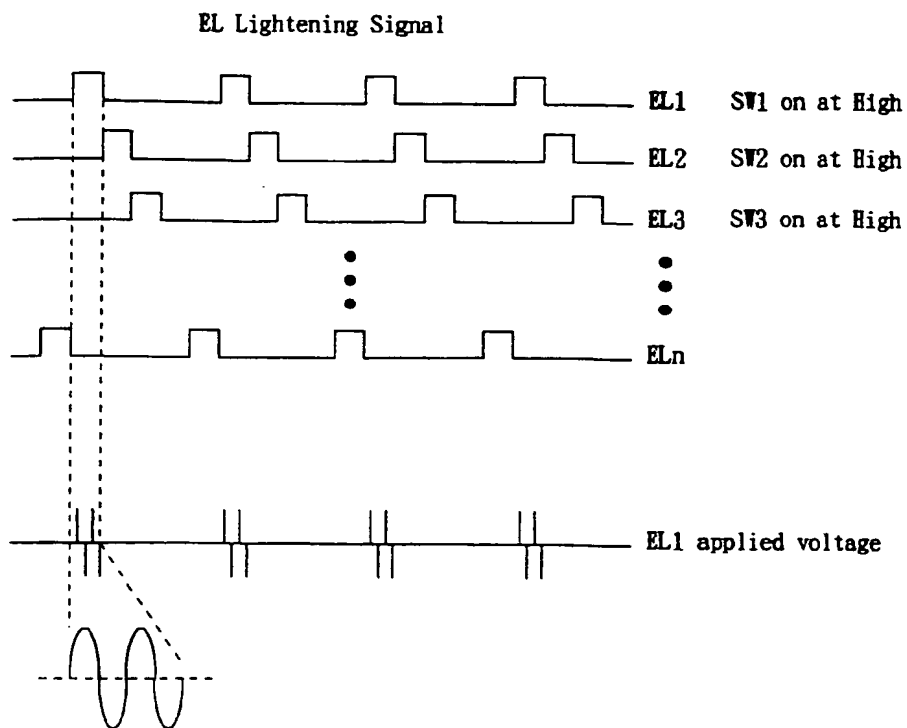 EL Lightening Signal
EL1 SW1 on at High
EL2 SW2 on at High
EL3 SW3 on at High
ELn
EL1 applied voltage